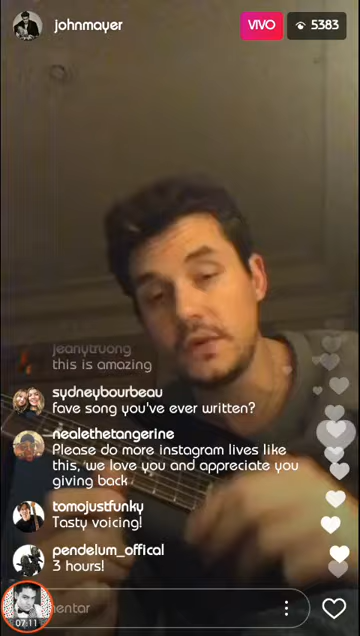 johnmayer
VIVO
5383
jeanytruong
this is amazing
sydneybourbeau
fave song you've ever written?
nealethetangerine
Please do more instagram lives like
this, we love you and appreciate you
giving back
tomojustfunky
Tasty voicing!
pendelum_offical
3 hours!
entar
07:11